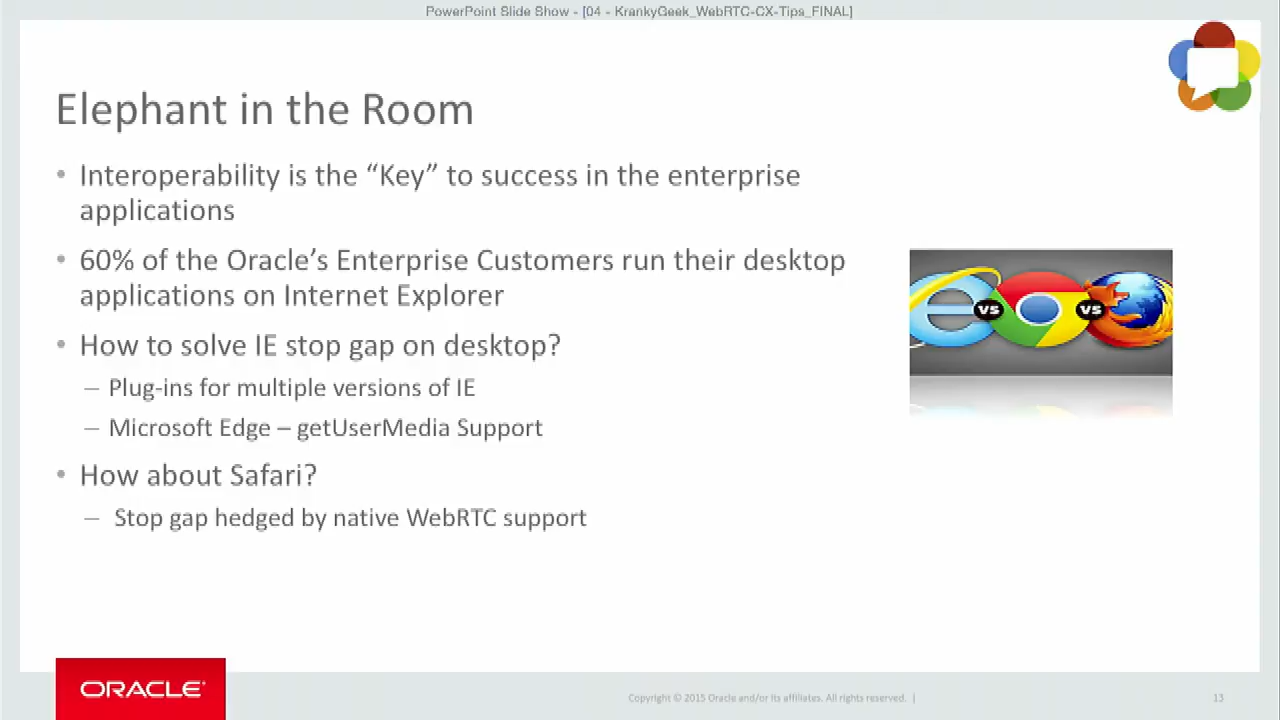 PowerPoint Slide Show - [04 - KrankyGeek_WebRTC-CX-Tips_FINAL]
Elephant in the Room
• Interoperability is the “Key” to success in the enterprise
applications
• 60% of the Oracle’s Enterprise Customers run their desktop
applications on Internet Explorer
• How to solve IE stop gap on desktop?
– Plug-ins for multiple versions of IE
– Microsoft Edge – getUserMedia Support
• How about Safari?
– Stop gap hedged by native WebRTC support
VS VS
ORACLE®
Copyright © 2015 Oracle and/or its affiliates. All rights reserved. |
13